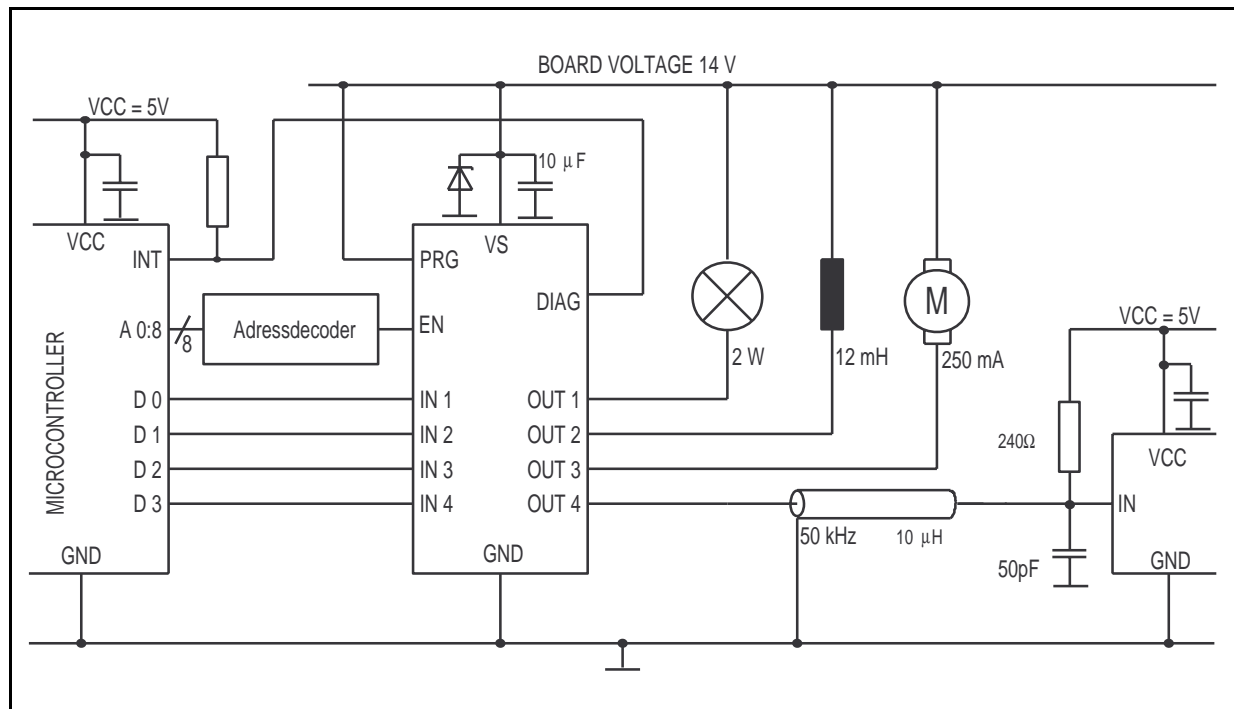 BOARD VOLTAGE 14 V
VCC = 5V
10 µF
VCC
VS
INT
PRG
DIAG
A 0:8
8
Adressdecoder
EN
2 W
12 mH
M
250 mA
VCC = 5V
MICROCONTROLLER
D 0
IN 1
OUT 1
D 1
IN 2
OUT 2
240Ω
VCC
D 2
IN 3
OUT 3
D 3
IN 4
OUT 4
IN
50 kHz
10 µH
GND
GND
50pF
GND